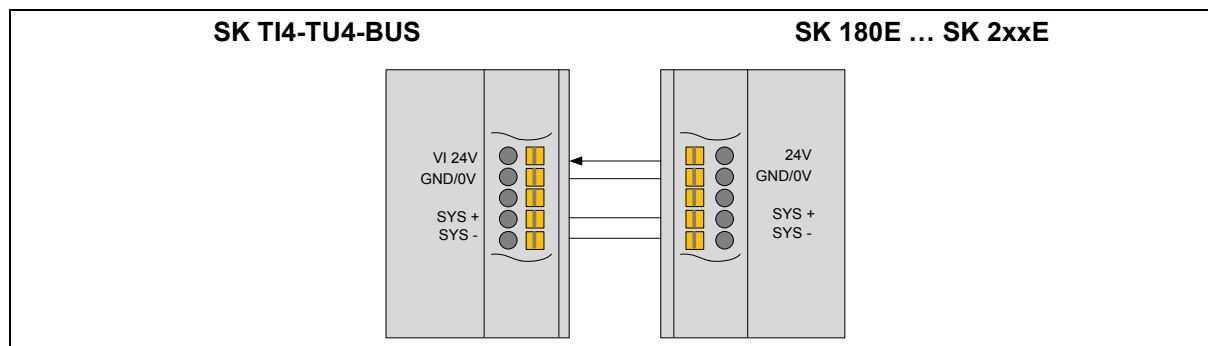 SK TI4-TU4-BUS SK 180E … SK 2xxE
VI 24V 24V
GND/0V GND/0V
SYS + SYS +
SYS - SYS -